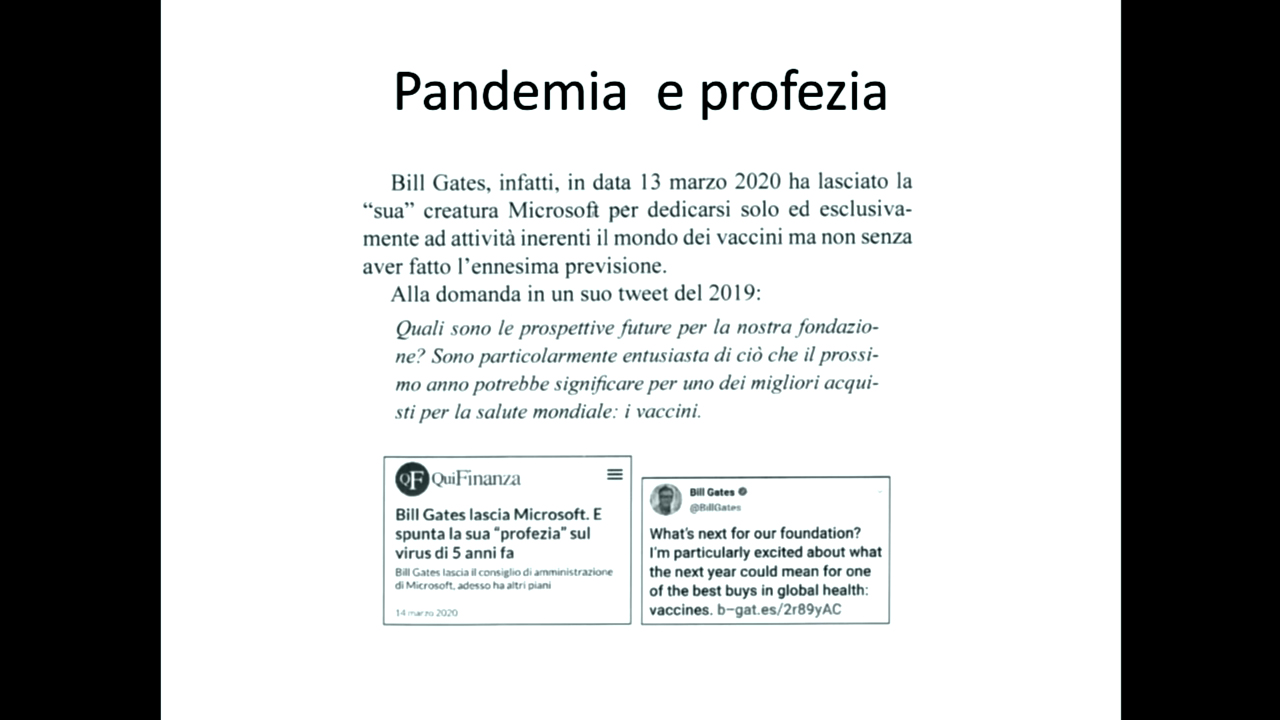 Pandemia e profezia
Bill Gates, infatti, in data 13 marzo 2020 ha lasciato la
“sua” creatura Microsoft per dedicarsi solo ed esclusiva-
mente ad attività inerenti il mondo dei vaccini ma non senza
aver fatto l’ennesima previsione.
Alla domanda in un suo tweet del 2019:
Quali sono le prospettive future per la nostra fondazio-
ne? Sono particolarmente entusiasta di ciò che il prossi-
mo anno potrebbe significare per uno dei migliori acqui-
sti per la salute mondiale: i vaccini.
QF QuiFinanza
Bill Gates lascia Microsoft. E
spunta la sua “profezia” sul
virus di 5 anni fa
Bill Gates lascia il consiglio di amministrazione
di Microsoft, adesso ha altri piani
14 marzo 2020
Bill Gates
@BillGates
What's next for our foundation?
I'm particularly excited about what
the next year could mean for one
of the best buys in global health:
vaccines. b-gat.es/2r89yAC